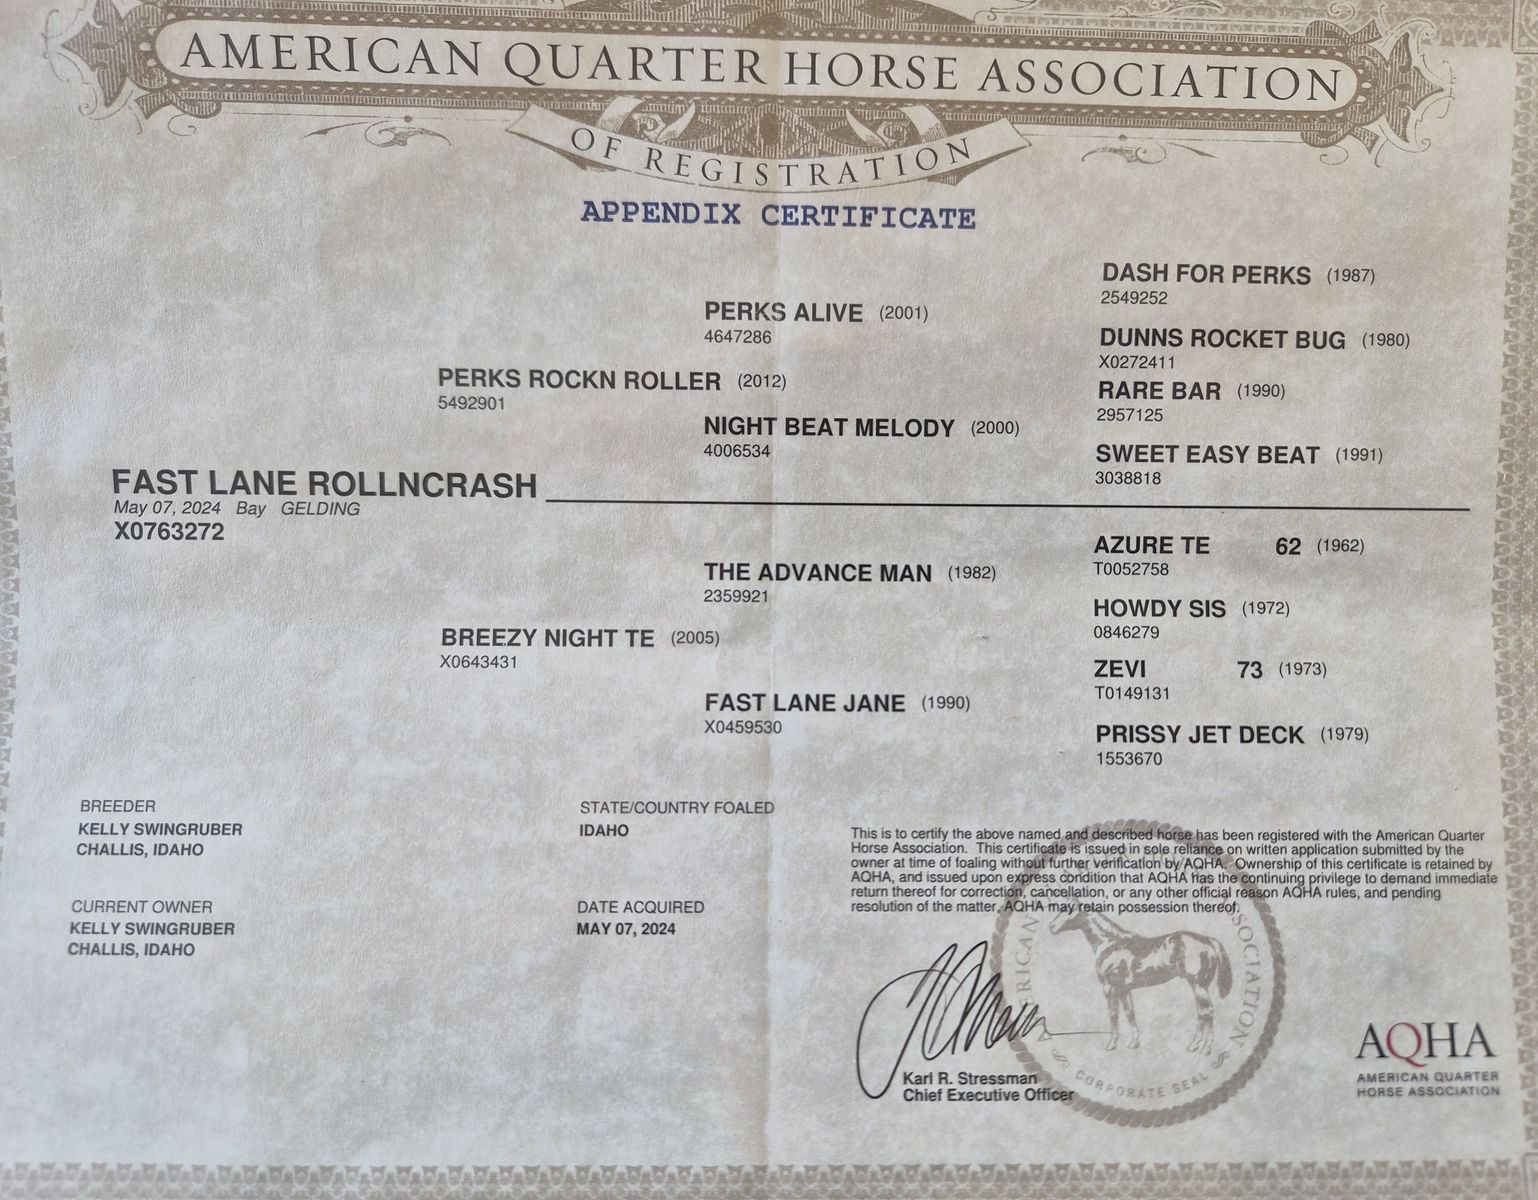 AMERICAN QUARTER HORSE ASSOCIATION
OF REGISTRATION
APPENDIX CERTIFICATE
DASH FOR PERKS (1987)
2549252
PERKS ALIVE (2001)
4647286
DUNNS ROCKET BUG (1980)
X0272411
PERKS ROCKN ROLLER (2012)
5492901
RARE BAR (1990)
2957125
NIGHT BEAT MELODY (2000)
4006534
SWEET EASY BEAT (1991)
3038818
FAST LANE ROLLNCRASH
May 07, 2024 Bay GELDING
X0763272
AZURE TE 62 (1962)
T0052758
THE ADVANCE MAN (1982)
2359921
HOWDY SIS (1972)
0846279
BREEZY NIGHT TE (2005)
X0643431
ZEVI 73 (1973)
T0149131
FAST LANE JANE (1990)
X0459530
PRISSY JET DECK (1979)
1553670
BREEDER
KELLY SWINGRUBER
CHALLIS, IDAHO
STATE/COUNTRY FOALED
IDAHO
CURRENT OWNER
KELLY SWINGRUBER
CHALLIS, IDAHO
DATE ACQUIRED
MAY 07, 2024
This is to certify the above named and described horse has been registered with the American Quarter
Horse Association. This certificate is issued in sole reliance on written application submitted by the
owner at time of foaling without further verification by AQHA. Ownership of this certificate is retained by
AQHA, and issued upon express condition that AQHA has the continuing privilege to demand immediate
return thereof for correction, cancellation, or any other official reason AQHA rules, and pending
resolution of the matter, AQHA may retain possession thereof.
Karl R. Stressman
Chief Executive Officer
ASSOCIATION
CORPORATE SEAL
AQHA
AMERICAN QUARTER
HORSE ASSOCIATION